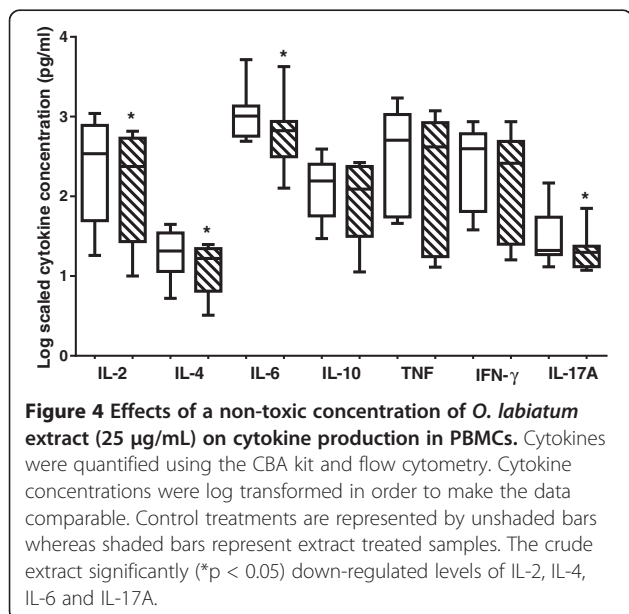 Log scaled cytokine concentration (pg/ml)
4
3
2
1
0
*
*
*
*
IL-2
IL-4
IL-6
IL-10
TNF
IFN-γ
IL-17A
Figure 4 Effects of a non-toxic concentration of O. labiatum
extract (25 μg/mL) on cytokine production in PBMCs. Cytokines
were quantified using the CBA kit and flow cytometry. Cytokine
concentrations were log transformed in order to make the data
comparable. Control treatments are represented by unshaded bars
whereas shaded bars represent extract treated samples. The crude
extract significantly (*p < 0.05) down-regulated levels of IL-2, IL-4,
IL-6 and IL-17A.